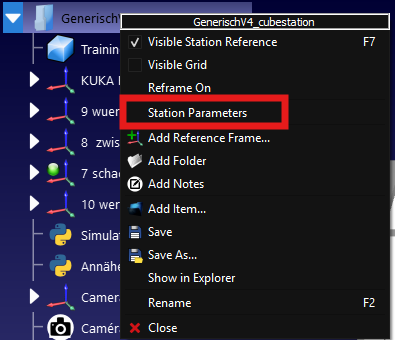 Generisch
GenerischV4_cubestation
Visible Station Reference F7
Visible Grid
Reframe On
Station Parameters
Add Reference Frame...
Add Folder
Add Notes
Add Item...
Save
Save As...
Show in Explorer
Rename F2
Close
Trainin
KUKA
9 wuer
8 zwis
7 schac
10 wer
Simulat
Annähe
Camera
Caméra